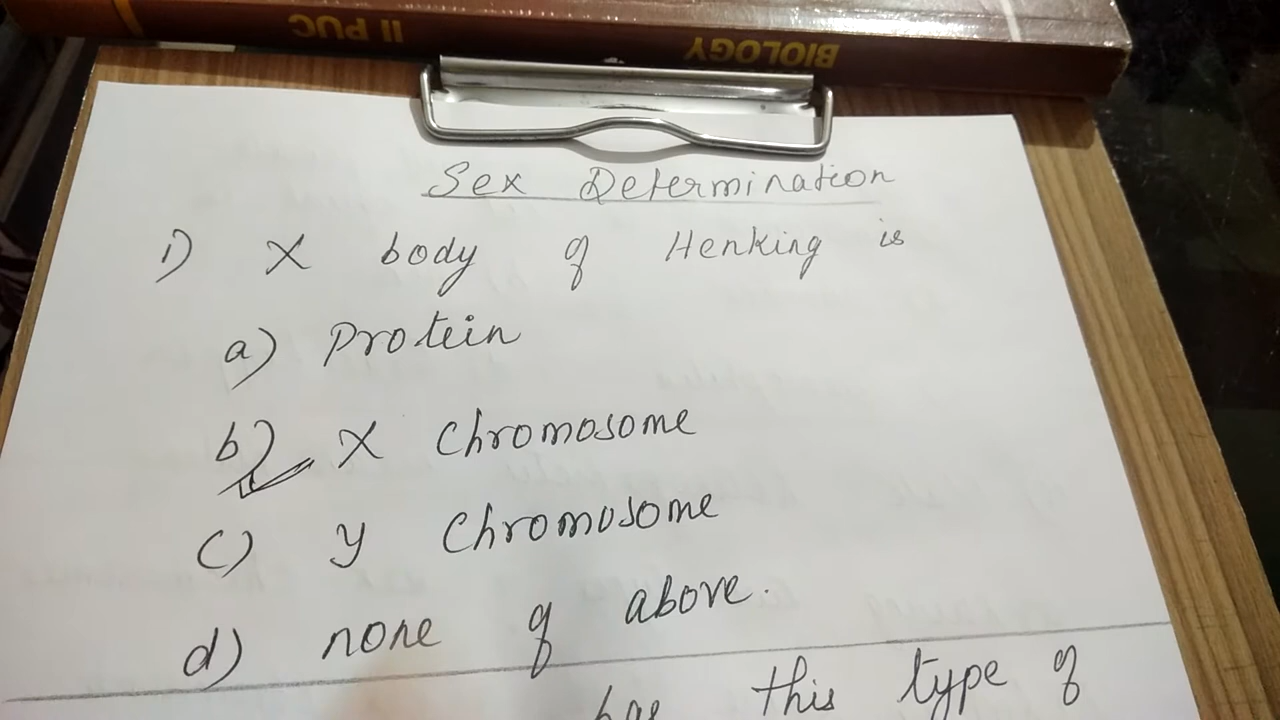 II PUC BIOLOGY
Sex Determination
1) X body of Henking is
a) Protein
b) X Chromosome
c) y Chromosome
d) none of above.
has this type of